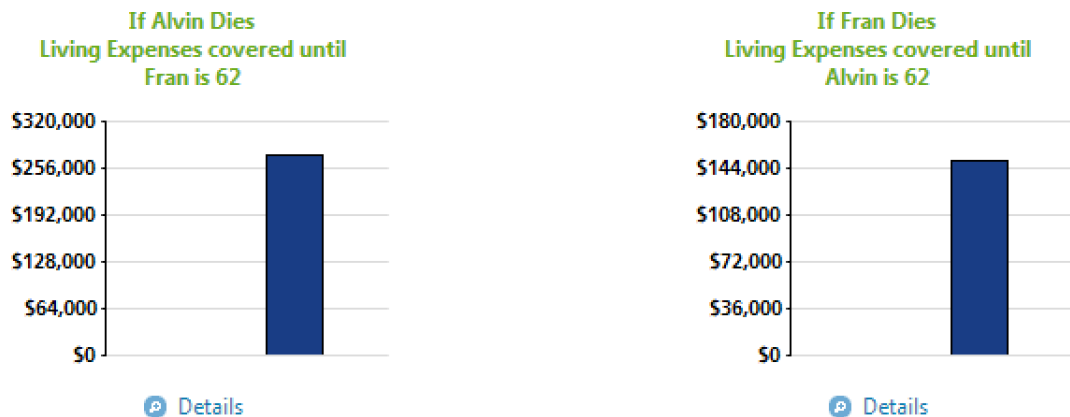 If Alvin Dies
Living Expenses covered until
Fran is 62
$320,000
$256,000
$192,000
$128,000
$64,000
$0
Details
If Fran Dies
Living Expenses covered until
Alvin is 62
$180,000
$144,000
$108,000
$72,000
$36,000
$0
Details